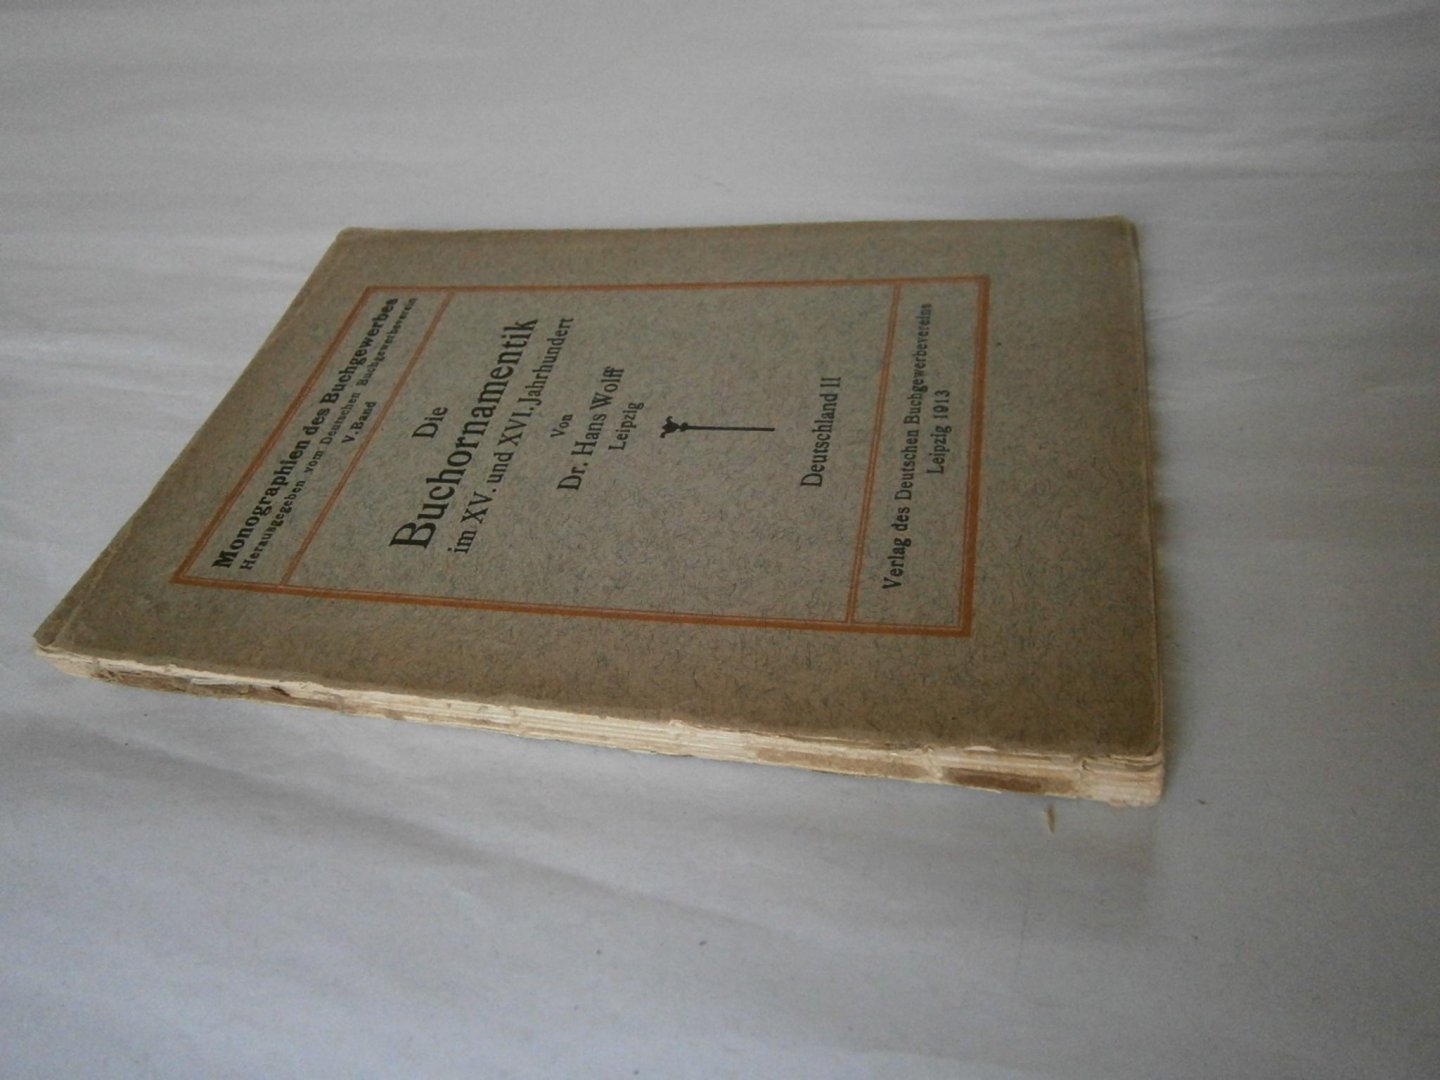 Monographien des Buchgewerbes
Herausgegeben vom Deutschen Buchgewerbeverein
V. Band
Die
Buchornamentik
im XV. und XVI. Jahrhundert
Von
Dr. Hans Wolff
Leipzig
Deutschland II
Verlag des Deutschen Buchgewerbevereins
Leipzig 1913